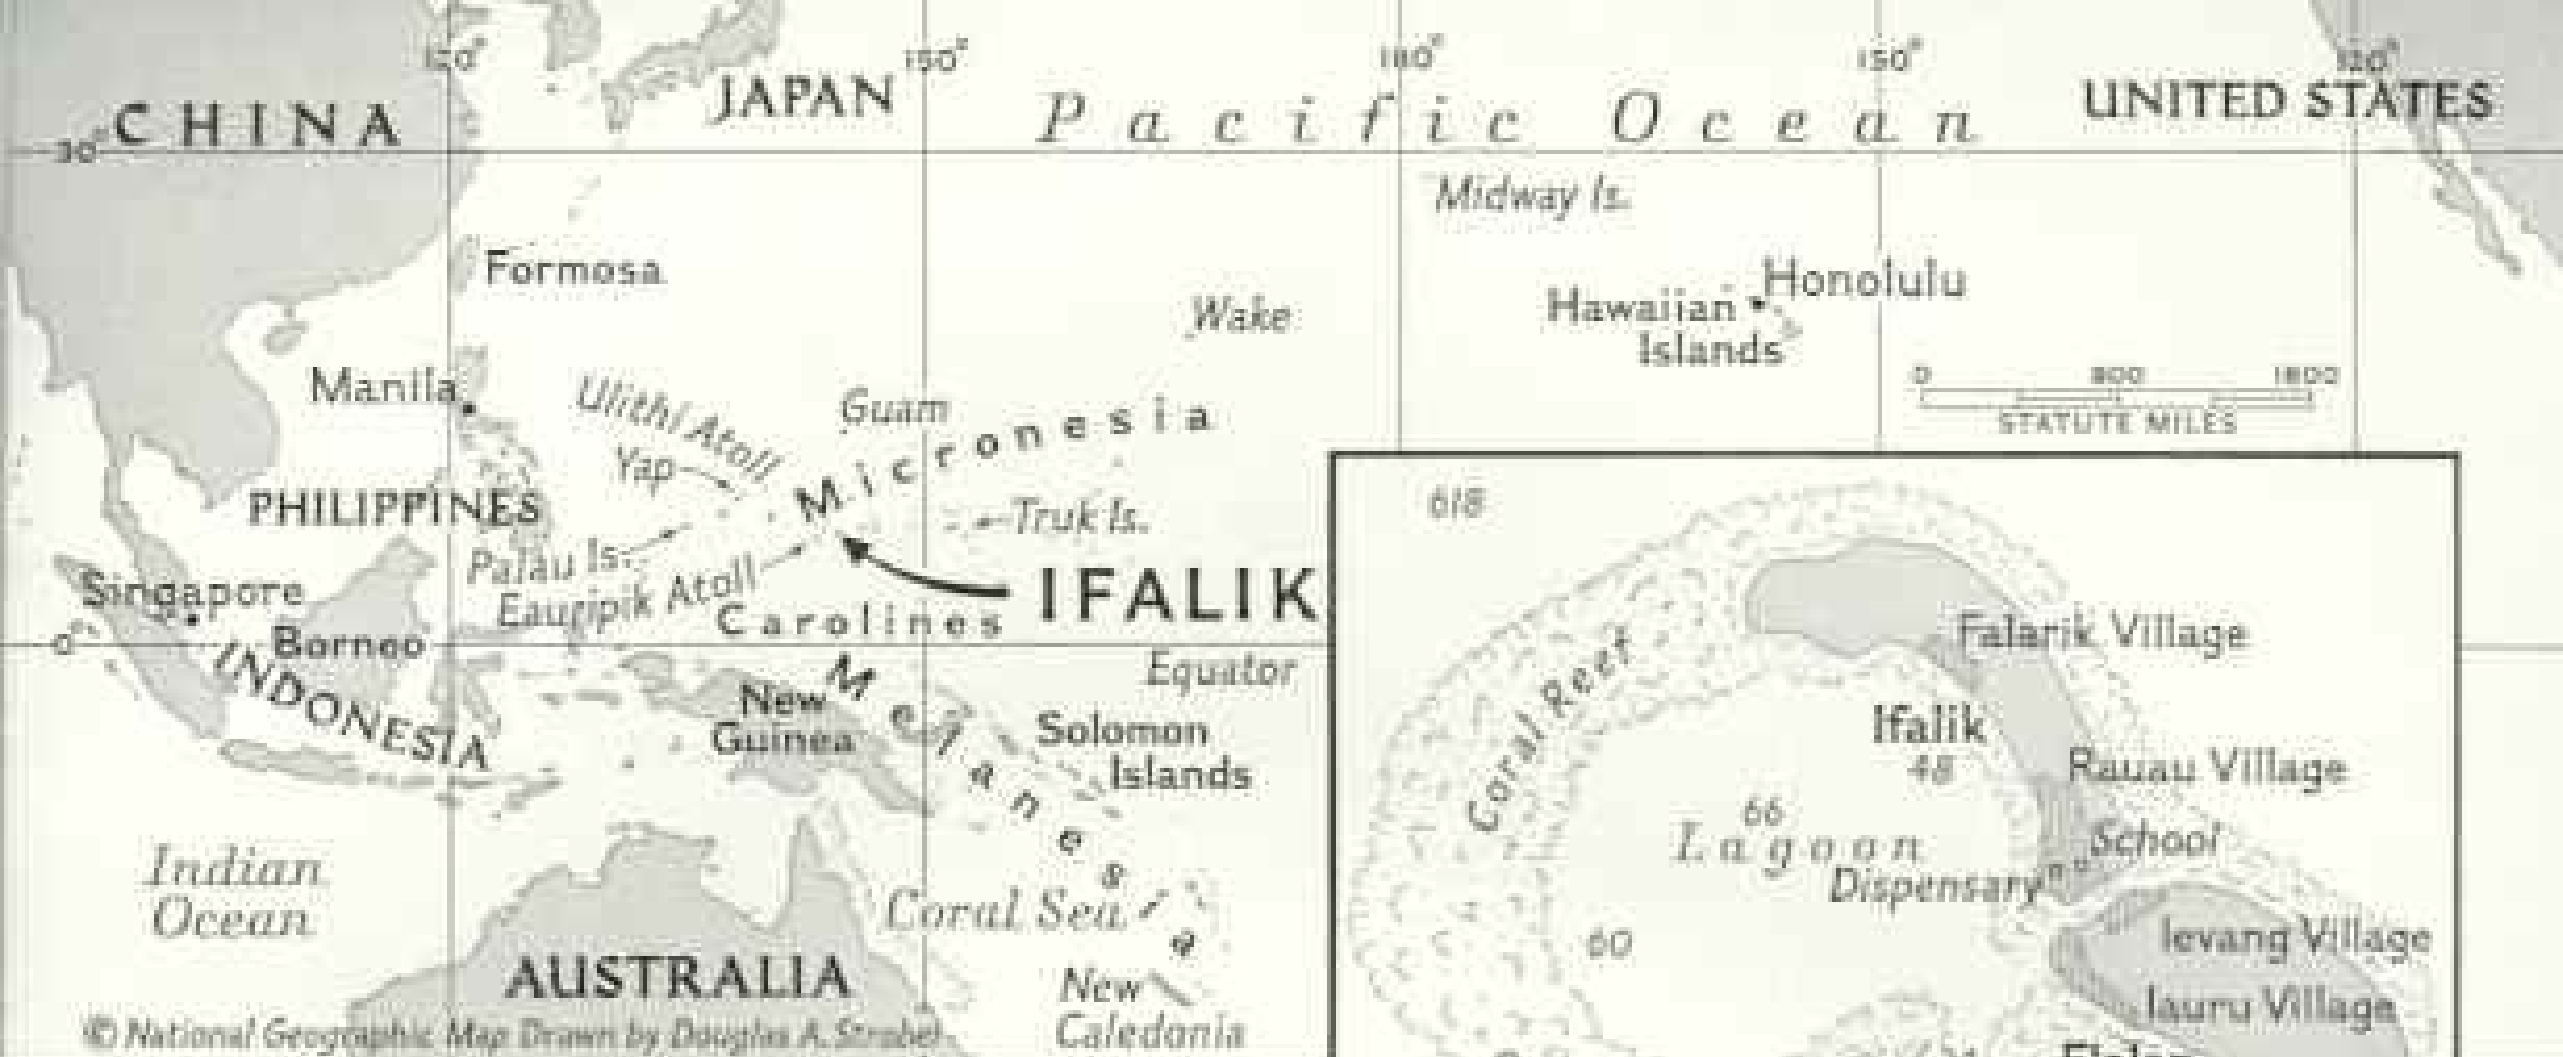 120°
150°
180°
150°
120°
CHINA
JAPAN
Pacific Ocean
UNITED STATES
30°
Midway Is.
Formosa
Honolulu
Hawaiian
Islands
Wake
Manila
Ulithi Atoll
Guam
Yap
Micronesia
0 800 1600
STATUTE MILES
PHILIPPINES
Truk Is.
Palau Is.
Eauripik Atoll
IFALIK
Singapore
Carolines
0°
Borneo
INDONESIA
Equator
Melanesia
New
Guinea
Solomon
Islands
Indian
Ocean
Coral Sea
AUSTRALIA
New
Caledonia
© National Geographic Map Drawn by Douglas A. Strobel
618
Falarik Village
Coral Reef
Ifalik
48
Rauau Village
66
Lagoon
School
Dispensary
60
Ievang Village
Iauru Village